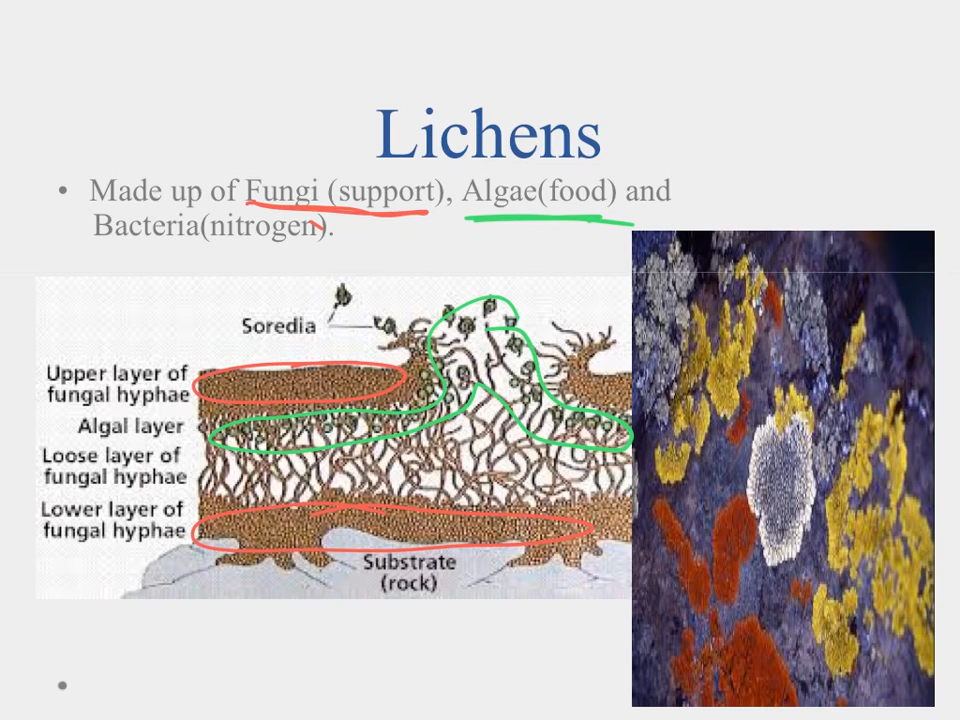 Lichens
• Made up of Fungi (support), Algae(food) and
Bacteria(nitrogen).
Soredia
Upper layer of
fungal hyphae
Algal layer
Loose layer of
fungal hyphae
Lower layer of
fungal hyphae
Substrate
(rock)
•